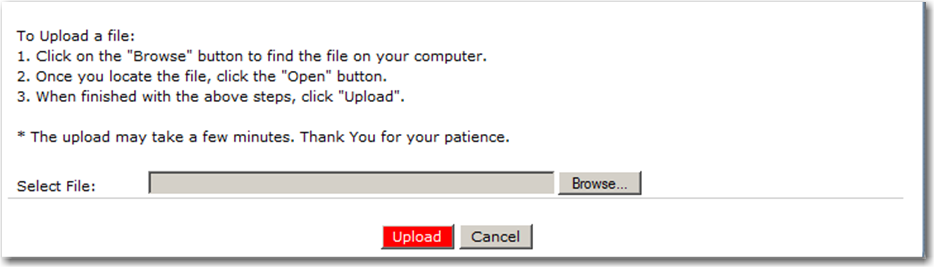 To Upload a file:
1. Click on the "Browse" button to find the file on your computer.
2. Once you locate the file, click the "Open" button.
3. When finished with the above steps, click "Upload".
* The upload may take a few minutes. Thank You for your patience.
Select File: Browse...
Upload Cancel